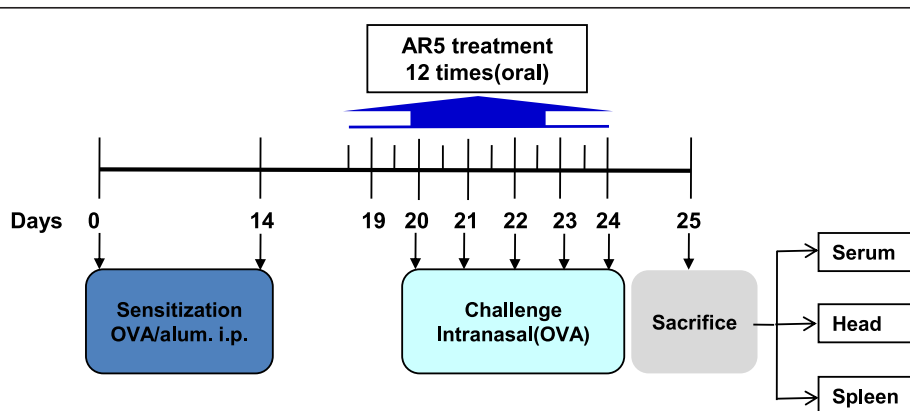 AR5 treatment
12 times(oral)
Days 0 14 19 20 21 22 23 24 25
Sensitization
OVA/alum. i.p.
Challenge
Intranasal(OVA)
Sacrifice
Serum
Head
Spleen